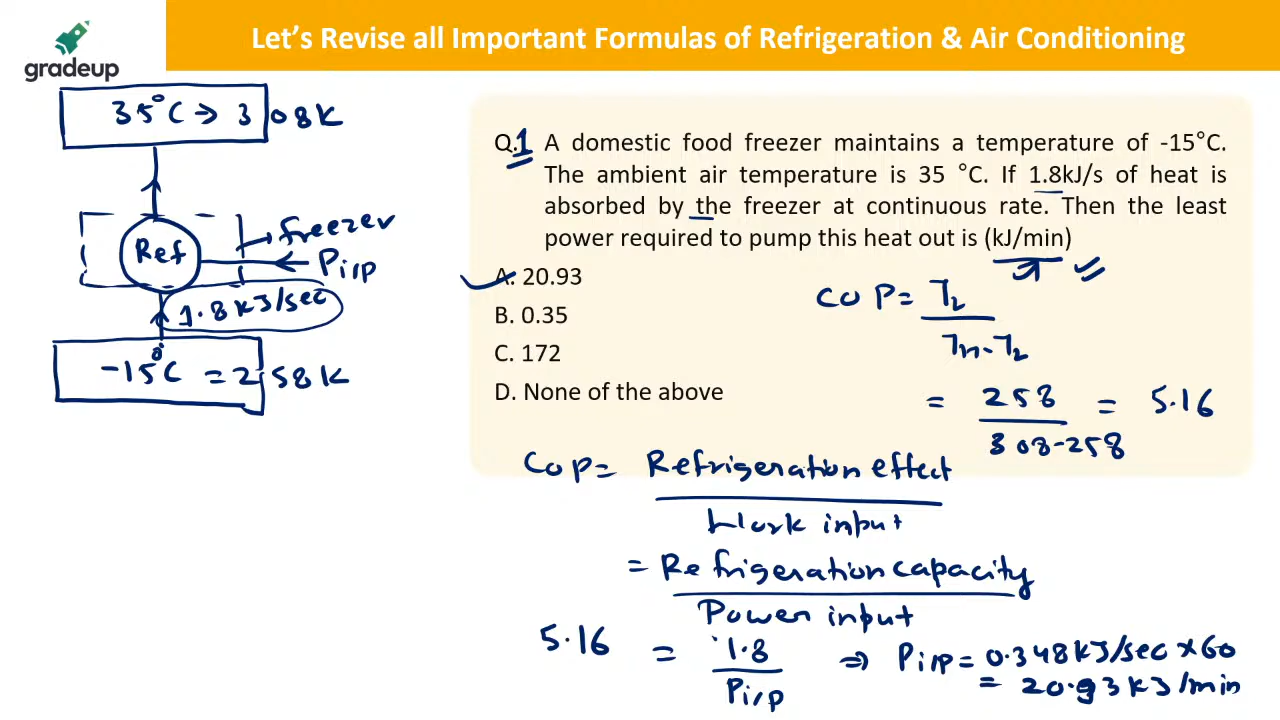 Let's Revise all Important Formulas of Refrigeration & Air Conditioning
gradeup
35°C → 308K
Ref
freezer
Pi/p
1.8 KJ/sec
-15°C = 258K
Q.1 A domestic food freezer maintains a temperature of -15°C.
The ambient air temperature is 35 °C. If 1.8kJ/s of heat is
absorbed by the freezer at continuous rate. Then the least
power required to pump this heat out is (kJ/min)
A. 20.93
B. 0.35
C. 172
D. None of the above
COP = TL
TH-TL
= 258 = 5.16
308-258
COP = Refrigeration effect
Work input
= Refrigeration capacity
Power input
5.16 = 1.8 ⇒ Pi/p = 0.348 KJ/sec × 60
Pi/p = 20.93 KJ/min